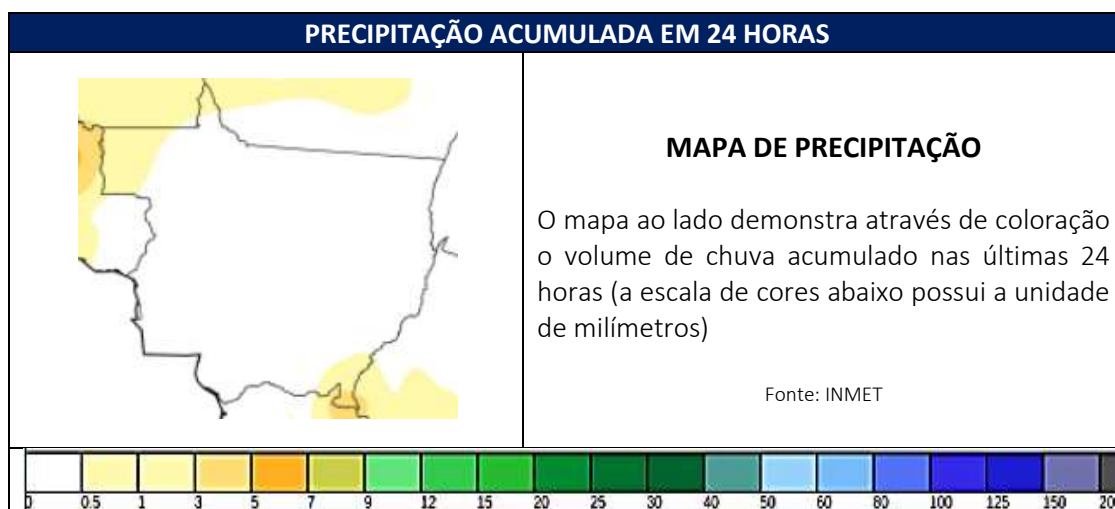 PRECIPITAÇÃO ACUMULADA EM 24 HORAS
MAPA DE PRECIPITAÇÃO
O mapa ao lado demonstra através de coloração
o volume de chuva acumulado nas últimas 24
horas (a escala de cores abaixo possui a unidade
de milímetros)
Fonte: INMET
0 0.5 1 3 5 7 9 12 15 20 25 30 40 50 60 80 100 125 150